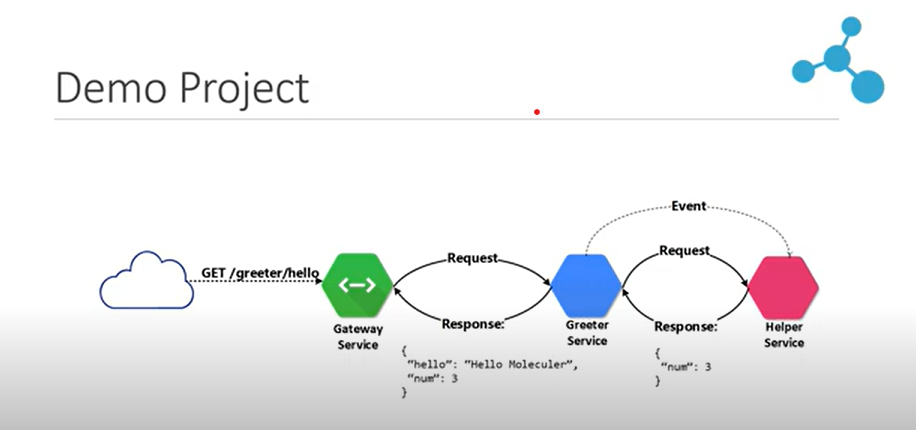 Demo Project
Event
GET /greeter/hello
Request
Request
Response:
Response:
Gateway
Service
Greeter
Service
Helper
Service
{
"hello": "Hello Moleculer",
"num": 3
}
{
"num": 3
}